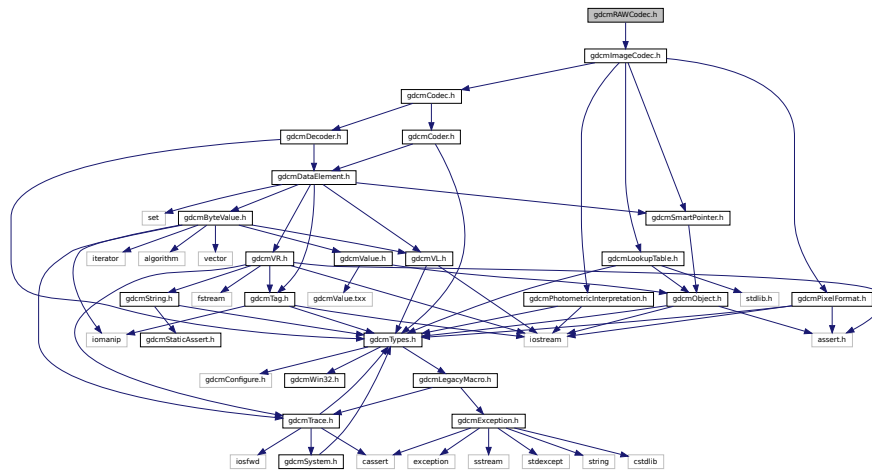 gdcmRAWCodec.h
gdcmImageCodec.h
gdcmCodec.h
gdcmDecoder.h
gdcmCoder.h
gdcmDataElement.h
set
gdcmByteValue.h
gdcmSmartPointer.h
iterator
algorithm
vector
gdcmVR.h
gdcmValue.h
gdcmVL.h
gdcmLookupTable.h
gdcmString.h
fstream
gdcmTag.h
gdcmValue.txx
gdcmPhotometricInterpretation.h
gdcmObject.h
stdlib.h
gdcmPixelFormat.h
iomanip
gdcmStaticAssert.h
gdcmTypes.h
iostream
assert.h
gdcmConfigure.h
gdcmWin32.h
gdcmLegacyMacro.h
gdcmTrace.h
gdcmException.h
iosfwd
gdcmSystem.h
cassert
exception
sstream
stdexcept
string
cstdlib